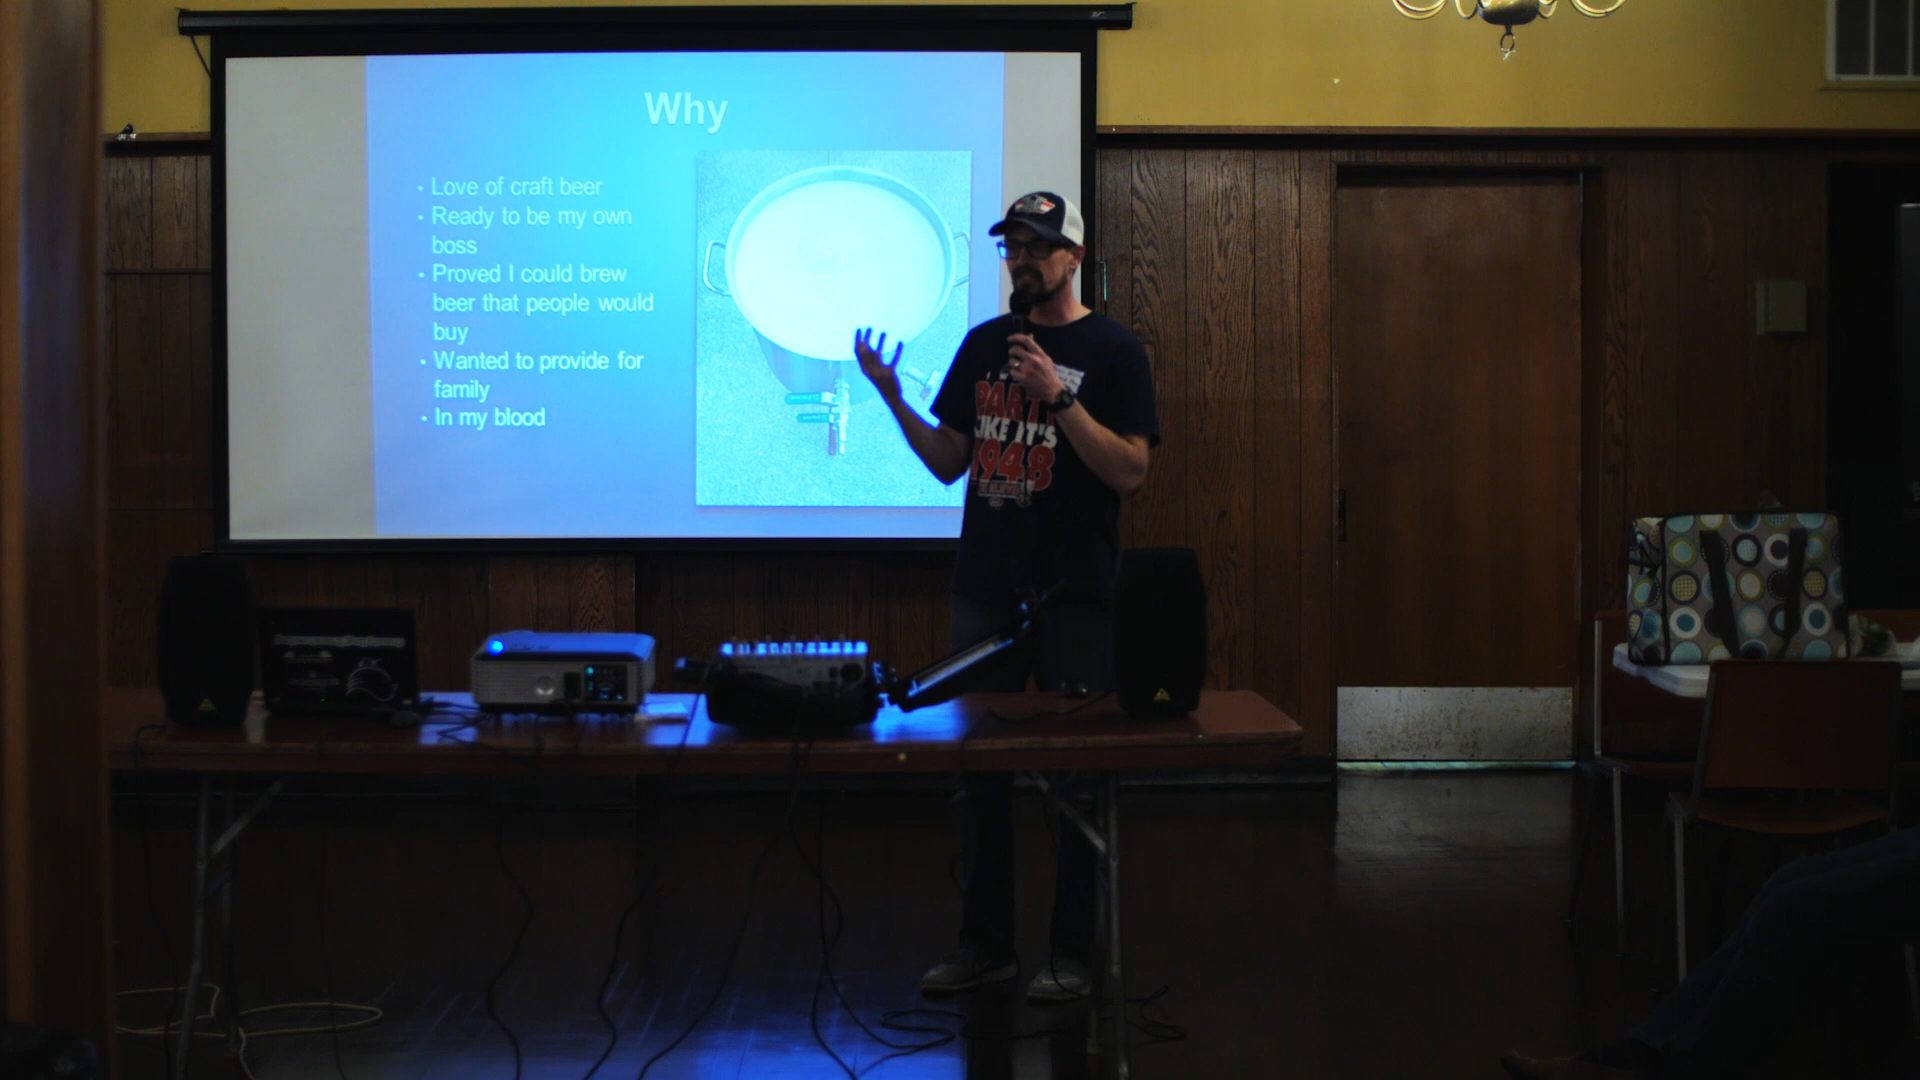 Why
• Love of craft beer
• Ready to be my own
boss
• Proved I could brew
beer that people would
buy
• Wanted to provide for
family
• In my blood
PARTY
LIKE IT'S
1948